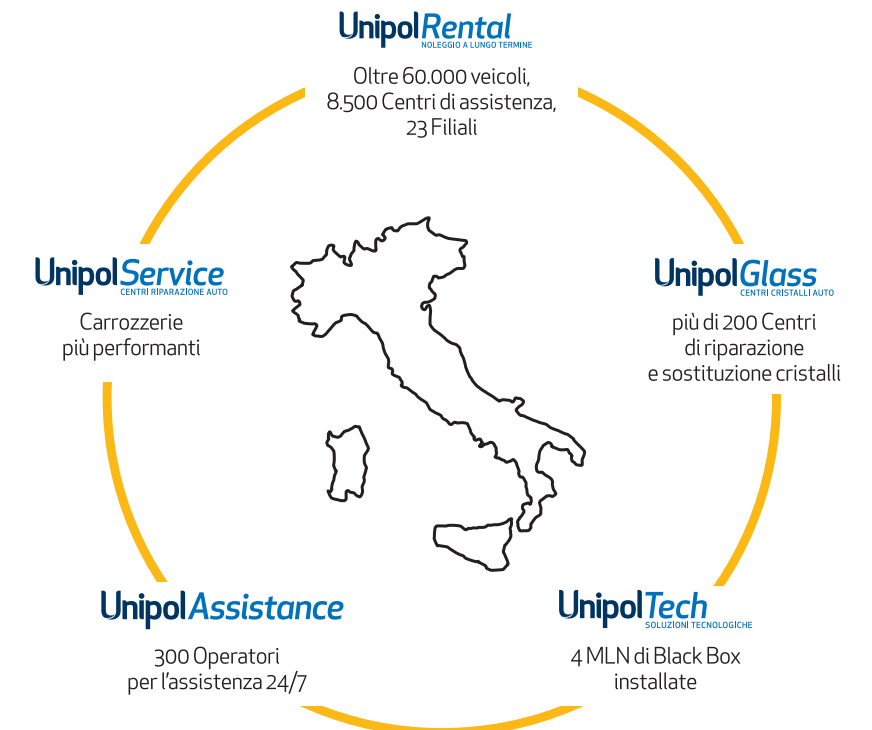 UnipolRental
NOLEGGIO A LUNGO TERMINE
Oltre 60.000 veicoli,
8.500 Centri di assistenza,
23 Filiali
UnipolService
CENTRI RIPARAZIONE AUTO
Carrozzerie
più performanti
UnipolGlass
CENTRI CRISTALLI AUTO
più di 200 Centri
di riparazione
e sostituzione cristalli
UnipolAssistance
300 Operatori
per l'assistenza 24/7
UnipolTech
SOLUZIONI TECNOLOGICHE
4 MLN di Black Box
installate